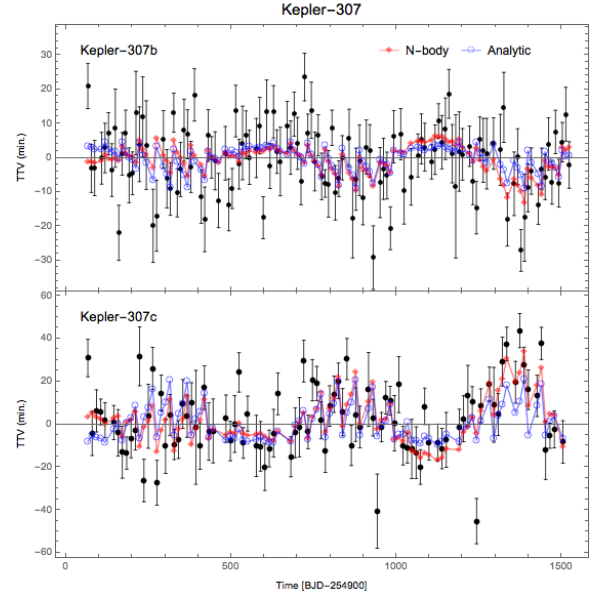 Kepler-307
Kepler-307b
N-body
Analytic
30
20
10
0
-10
-20
-30
TTV (min.)
Kepler-307c
60
40
20
0
-20
-40
-60
TTV (min.)
0 500 1000 1500
Time [BJD-254900]